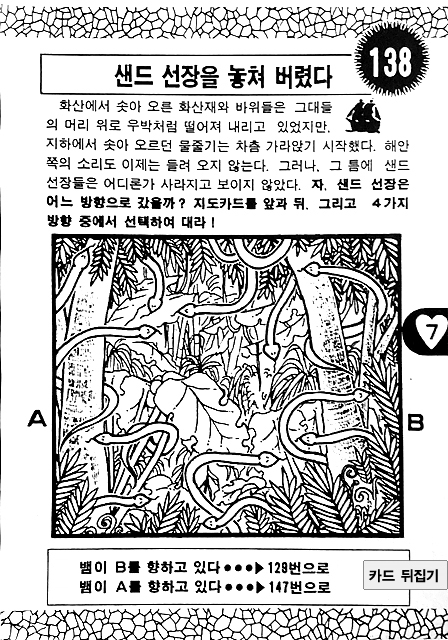 138
샌드 선장을 놓쳐 버렸다
화산에서 솟아 오른 화산재와 바위들은 그대들
의 머리 위로 우박처럼 떨어져 내리고 있었지만,
지하에서 솟아 오르던 물줄기는 차츰 가라앉기 시작했다. 해안
쪽의 소리도 이제는 들려 오지 않는다. 그러나, 그 틈에 샌드
선장들은 어디론가 사라지고 보이지 않았다. 자, 샌드 선장은
어느 방향으로 갔을까? 지도카드를 앞과 뒤, 그리고 4가지
방향 중에서 선택하여 대라!
7
A
B
뱀이 B를 향하고 있다●●●▶129번으로
뱀이 A를 향하고 있다●●●▶147번으로
카드 뒤집기